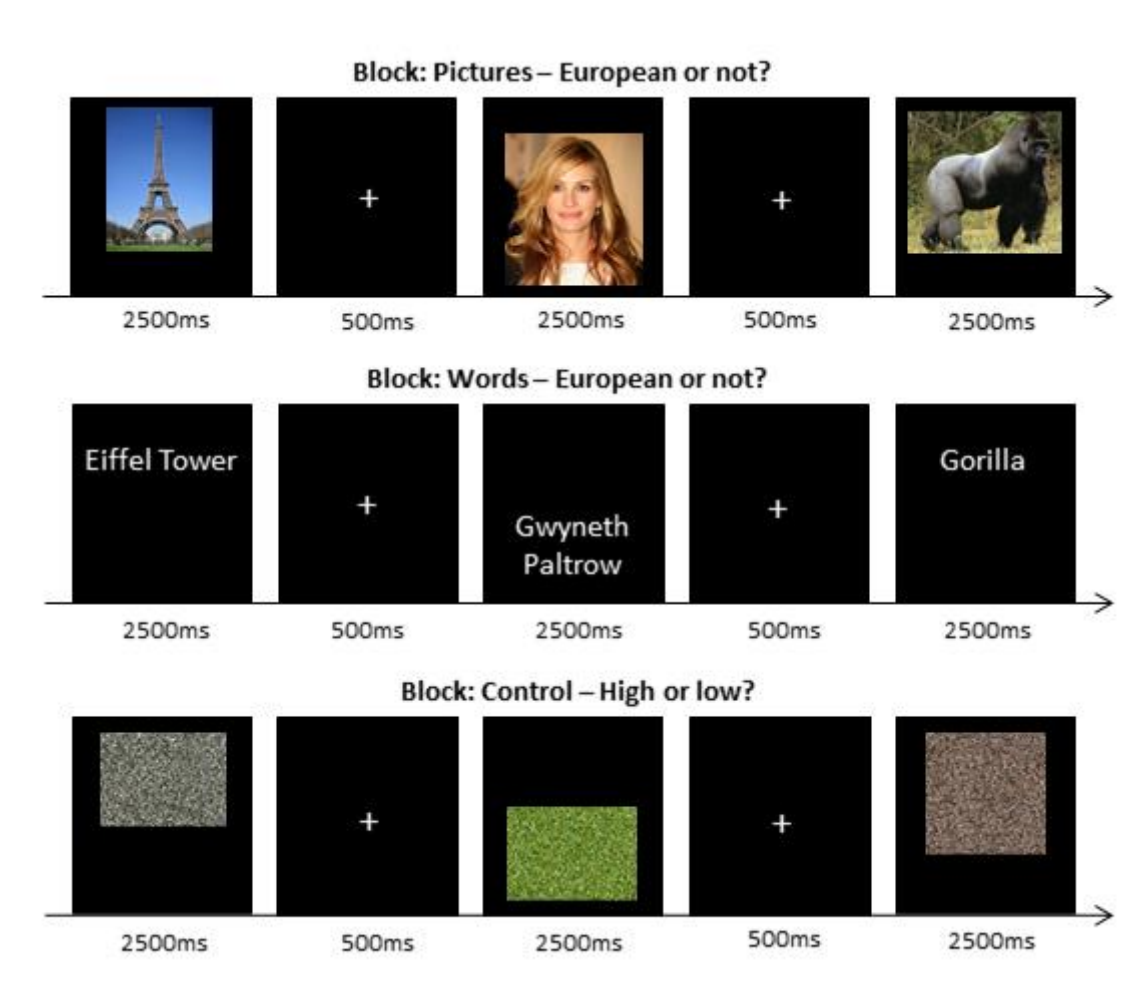 Block: Pictures – European or not?
+
+
2500ms 500ms 2500ms 500ms 2500ms
Block: Words – European or not?
Eiffel Tower
+
Gwyneth
Paltrow
+
Gorilla
2500ms 500ms 2500ms 500ms 2500ms
Block: Control – High or low?
+
+
2500ms 500ms 2500ms 500ms 2500ms